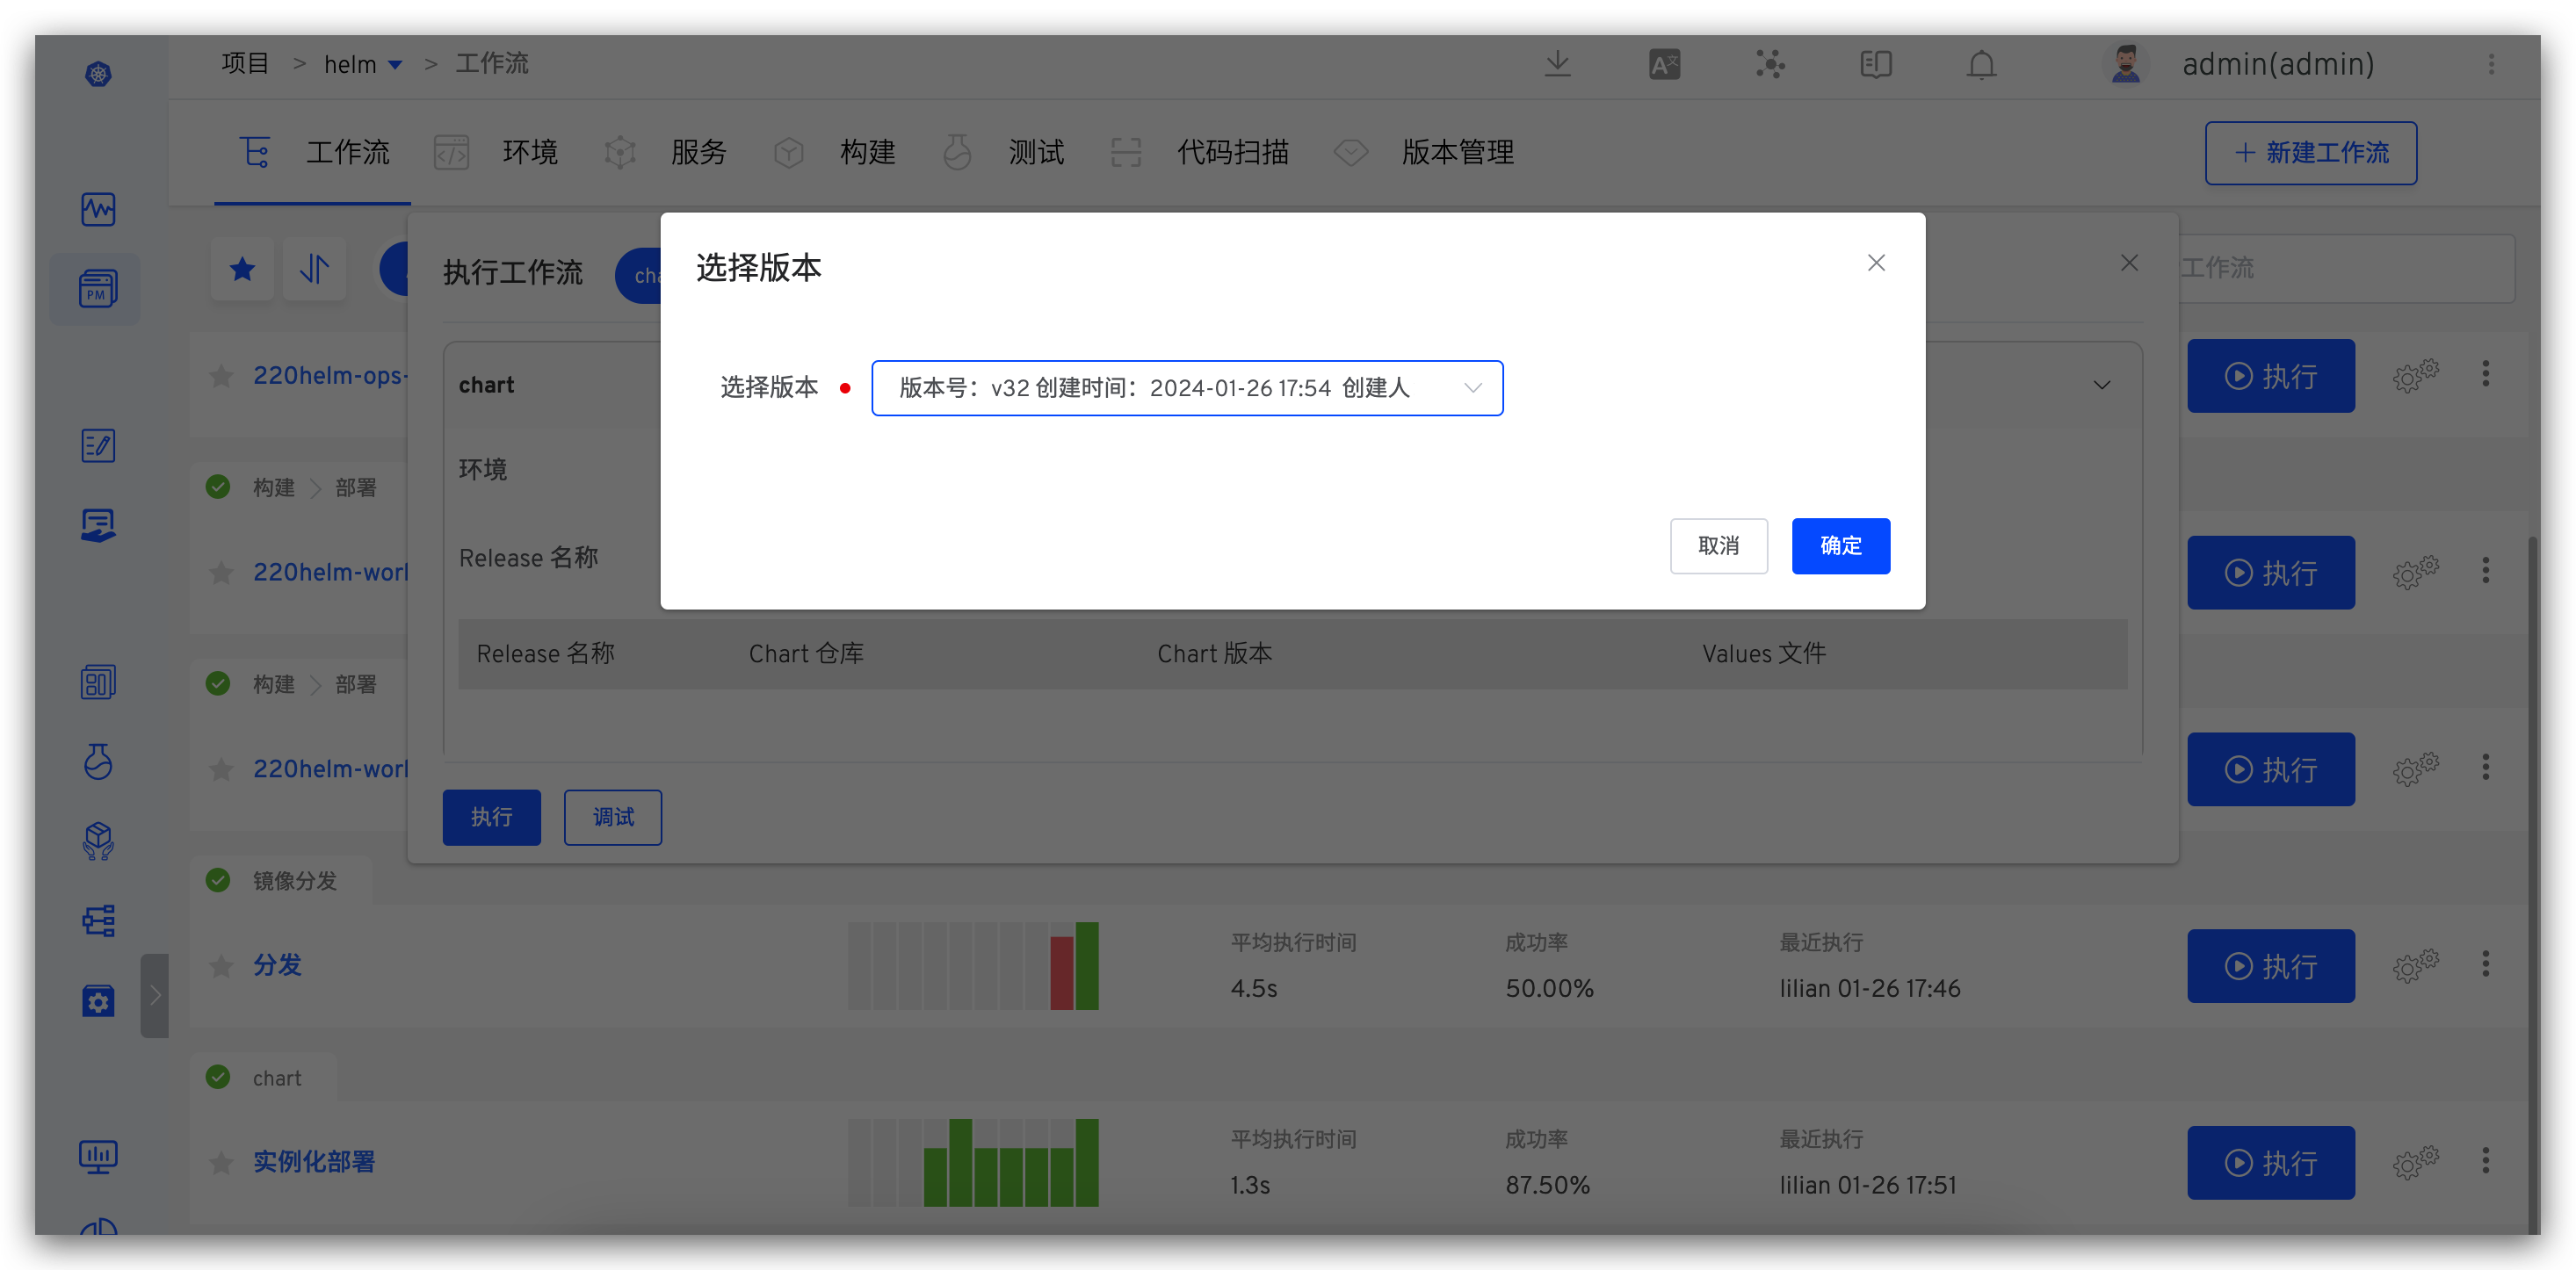 项目 > helm > 工作流
admin(admin)
工作流 环境 服务 构建 测试 代码扫描 版本管理
+ 新建工作流
PM
执行工作流
选择版本
工作流
选择版本 版本号：v32 创建时间：2024-01-26 17:54 创建人
取消 确定
chart
环境
Release 名称
Release 名称 Chart 仓库 Chart 版本 Values 文件
执行 调试
220helm-ops- 执行
构建 > 部署
执行
构建 > 部署
执行
镜像分发
分发 平均执行时间 成功率 最近执行
4.5s 50.00% lilian 01-26 17:46 执行
chart
实例化部署 平均执行时间 成功率 最近执行
1.3s 87.50% lilian 01-26 17:51 执行